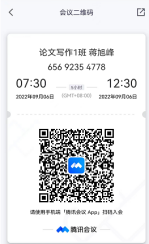 会议二维码
论文写作1班 蒋旭峰
656 9235 4778
07:30 5小时 12:30
2022年09月06日 (GMT+08:00) 2022年09月06日
请使用手机端「腾讯会议 App」扫码入会
腾讯会议